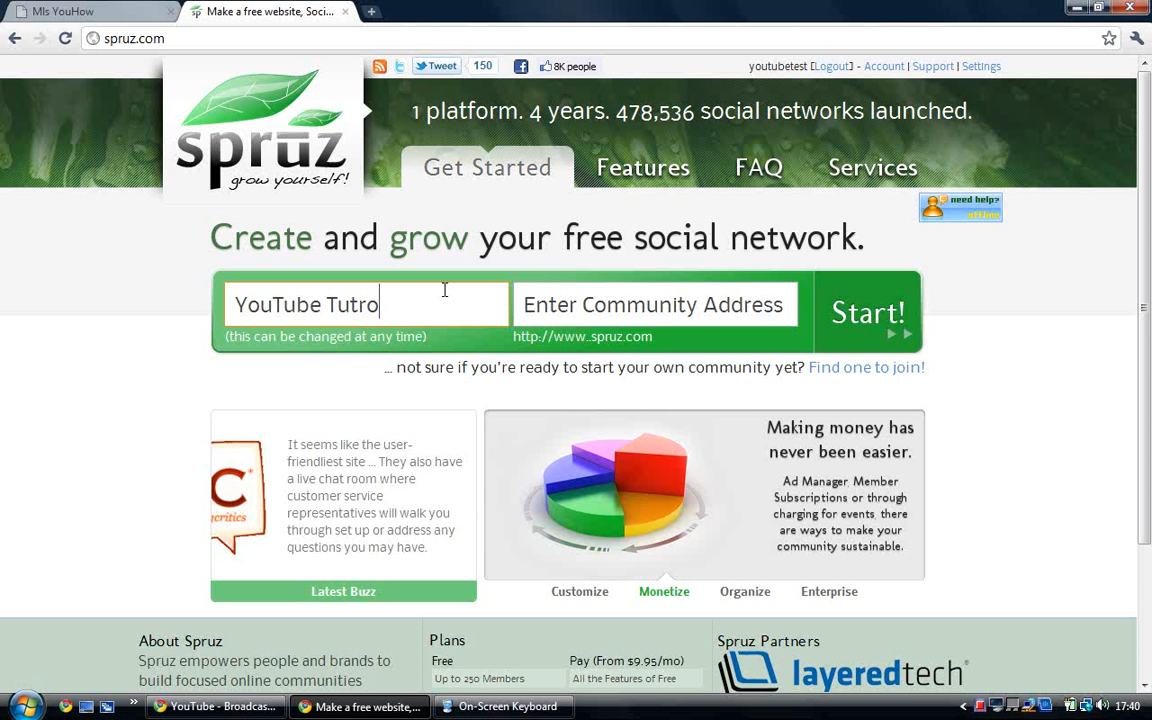 MIs YouHow
Make a free website, Soci...
spruz.com
Tweet 150 8K people
youtubetest [Logout] - Account | Support | Settings
1 platform. 4 years. 478,536 social networks launched.
sprūz
grow yourself!
Get Started Features FAQ Services
need help?
offline
Create and grow your free social network.
YouTube Tutro
Enter Community Address
Start!
(this can be changed at any time)
http://www..spruz.com
... not sure if you're ready to start your own community yet? Find one to join!
It seems like the user-
friendliest site ... They also have
a live chat room where
customer service
representatives will walk you
through set up or address any
questions you may have.
C
ycritics
Latest Buzz
Making money has
never been easier.
Ad Manager, Member
Subscriptions or through
charging for events, there
are ways to make your
community sustainable.
Customize Monetize Organize Enterprise
About Spruz
Spruz empowers people and brands to
build focused online communities
Plans
Free
Up to 250 Members
Pay (From $9.95/mo)
All the Features of Free
Spruz Partners
layeredtech
YouTube - Broadcas...
Make a free website,...
On-Screen Keyboard
17:40